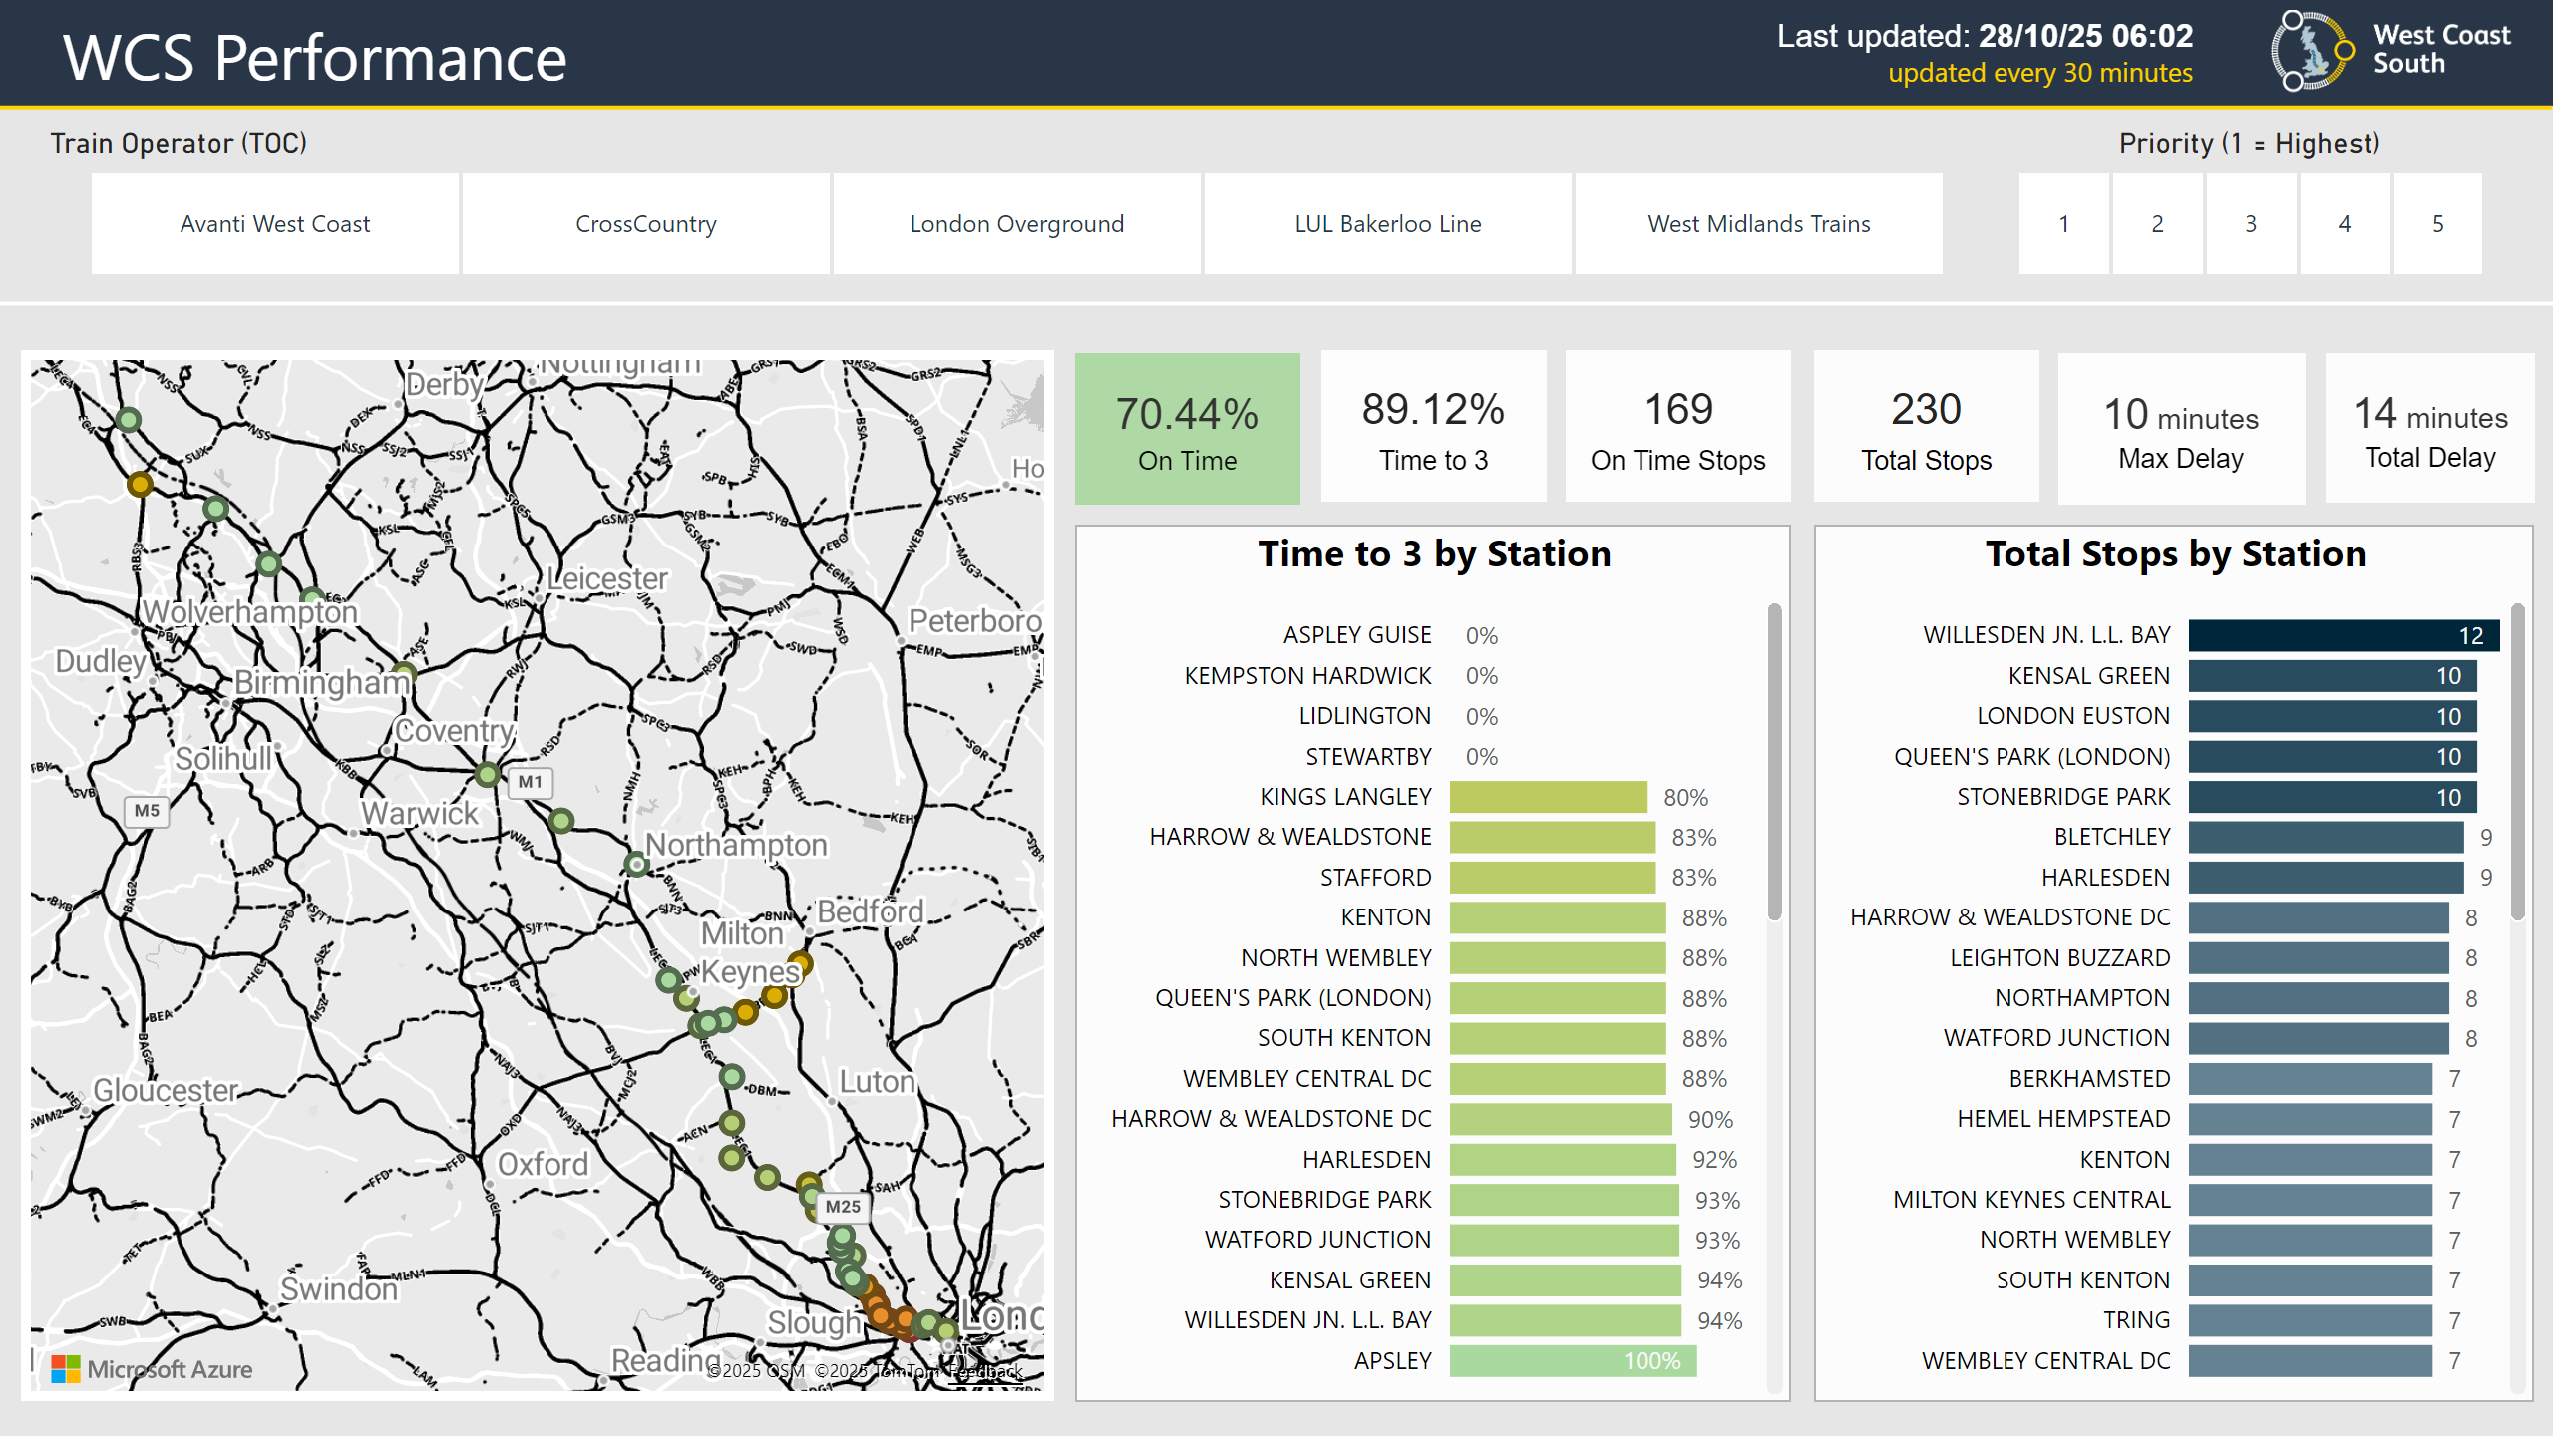 WCS Performance
Last updated: 28/10/25 06:02
updated every 30 minutes
West Coast
South
Train Operator (TOC)
Priority (1 = Highest)
Avanti West Coast
CrossCountry
London Overground
LUL Bakerloo Line
West Midlands Trains
1
2
3
4
5
70.44%
On Time
89.12%
Time to 3
169
On Time Stops
230
Total Stops
10 minutes
Max Delay
14 minutes
Total Delay
Nottingham
Derby
Leicester
Wolverhampton
Peterboro
Dudley
Birmingham
Coventry
Solihull
M1
M5
Warwick
Northampton
Bedford
Milton
Keynes
Luton
Gloucester
Oxford
M25
Swindon
Slough
Lond
Reading
Microsoft Azure
©2025 OSM ©2025 TomTom Feedback
Time to 3 by Station
ASPLEY GUISE 0%
KEMPSTON HARDWICK 0%
LIDLINGTON 0%
STEWARTBY 0%
KINGS LANGLEY 80%
HARROW & WEALDSTONE 83%
STAFFORD 83%
KENTON 88%
NORTH WEMBLEY 88%
QUEEN'S PARK (LONDON) 88%
SOUTH KENTON 88%
WEMBLEY CENTRAL DC 88%
HARROW & WEALDSTONE DC 90%
HARLESDEN 92%
STONEBRIDGE PARK 93%
WATFORD JUNCTION 93%
KENSAL GREEN 94%
WILLESDEN JN. L.L. BAY 94%
APSLEY 100%
Total Stops by Station
WILLESDEN JN. L.L. BAY 12
KENSAL GREEN 10
LONDON EUSTON 10
QUEEN'S PARK (LONDON) 10
STONEBRIDGE PARK 10
BLETCHLEY 9
HARLESDEN 9
HARROW & WEALDSTONE DC 8
LEIGHTON BUZZARD 8
NORTHAMPTON 8
WATFORD JUNCTION 8
BERKHAMSTED 7
HEMEL HEMPSTEAD 7
KENTON 7
MILTON KEYNES CENTRAL 7
NORTH WEMBLEY 7
SOUTH KENTON 7
TRING 7
WEMBLEY CENTRAL DC 7